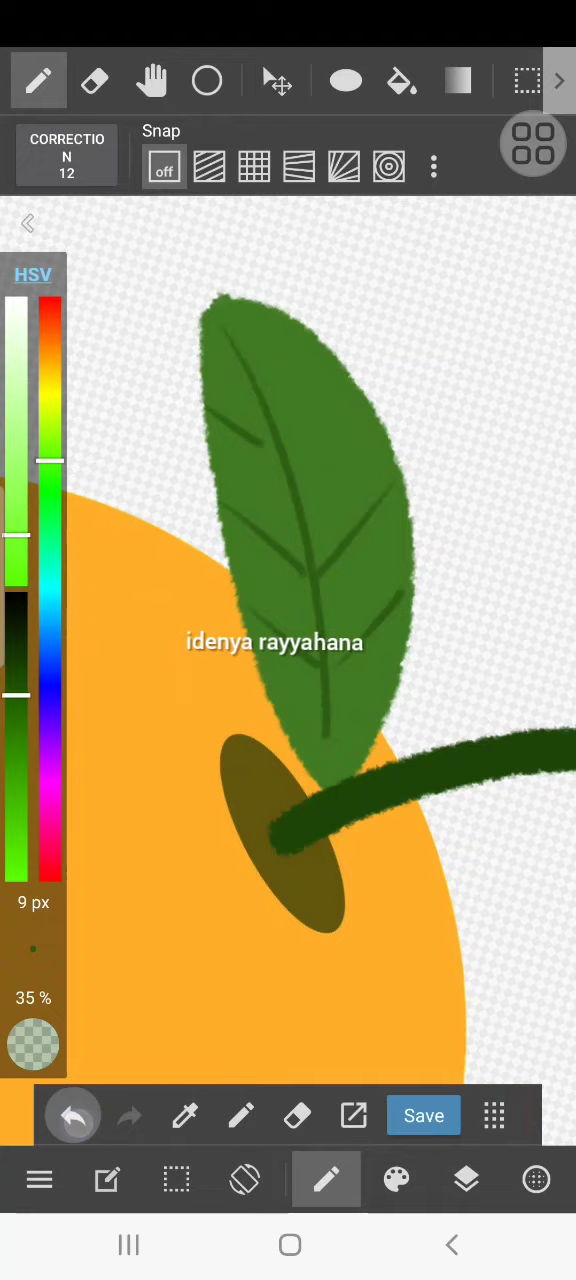 CORRECTIO
N
12
Snap
off
HSV
idenya rayyahana
9 px
35 %
Save